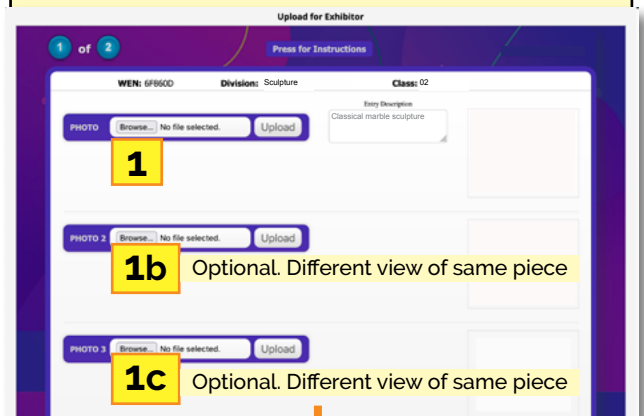 Upload for Exhibitor
1 of 2 Press for Instructions
WEN: 6F860D Division: Sculpture Class: 02
Entry Description
PHOTO Browse... No file selected. Upload Classical marble sculpture
1
PHOTO 2 Browse... No file selected. Upload
1b Optional. Different view of same piece
PHOTO 3 Browse... No file selected. Upload
1c Optional. Different view of same piece